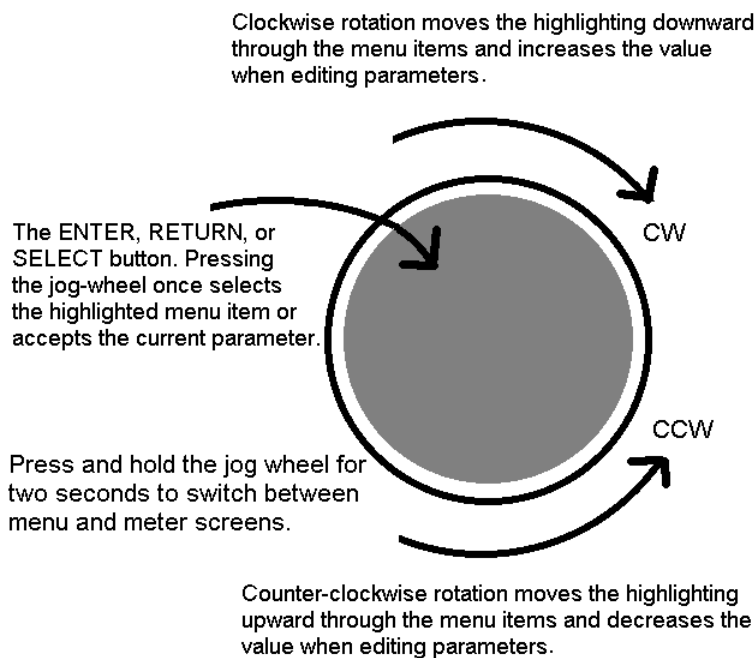 Clockwise rotation moves the highlighting downward
through the menu items and increases the value
when editing parameters.
CW
The ENTER, RETURN, or
SELECT button. Pressing
the jog-wheel once selects
the highlighted menu item or
accepts the current parameter.
CCW
Press and hold the jog wheel for
two seconds to switch between
menu and meter screens.
Counter-clockwise rotation moves the highlighting
upward through the menu items and decreases the
value when editing parameters.